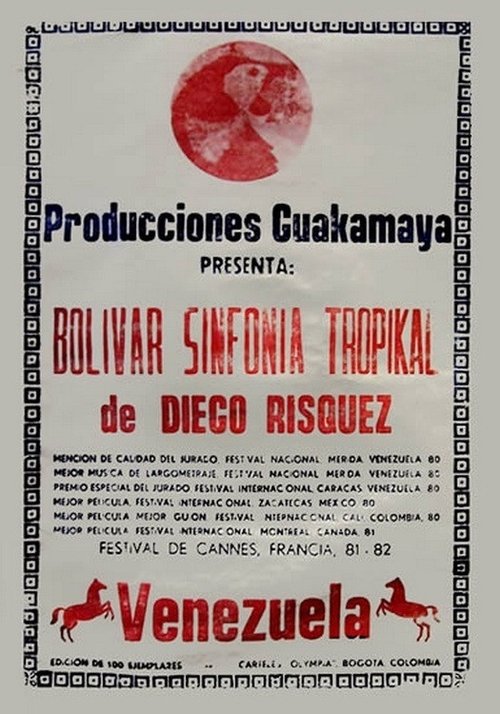 Producciones Guakamaya
PRESENTA:
BOLIVAR SINFONIA TROPIKAL
de DIEGO RISQUEZ
MENCION DE CALIDAD DEL JURADO, FESTIVAL NACIONAL, MERIDA VENEZUELA 80
MEJOR MUSICA DE LARGOMETRAJE, FESTIVAL NACIONAL MERIDA VENEZUELA 80
PREMIO ESPECIAL DEL JURADO FESTIVAL INTERNACIONAL CARACAS VENEZUELA 80
MEJOR PELICULA, FESTIVAL INTERNACIONAL, ZACATECAS MEXICO 80
MEJOR PELICULA MEJOR GUION FESTIVAL INTERNACIONAL CALI COLOMBIA, 80
MEJOR PELICULA FESTIVAL INTERNACIONAL MONTREAL CANADA, 81
FESTIVAL DE CANNES, FRANCIA, 81-82
Venezuela
EDICION DE 100 EJEMPLARES -- CARTELES OLYMPIA BOGOTA COLOMBIA